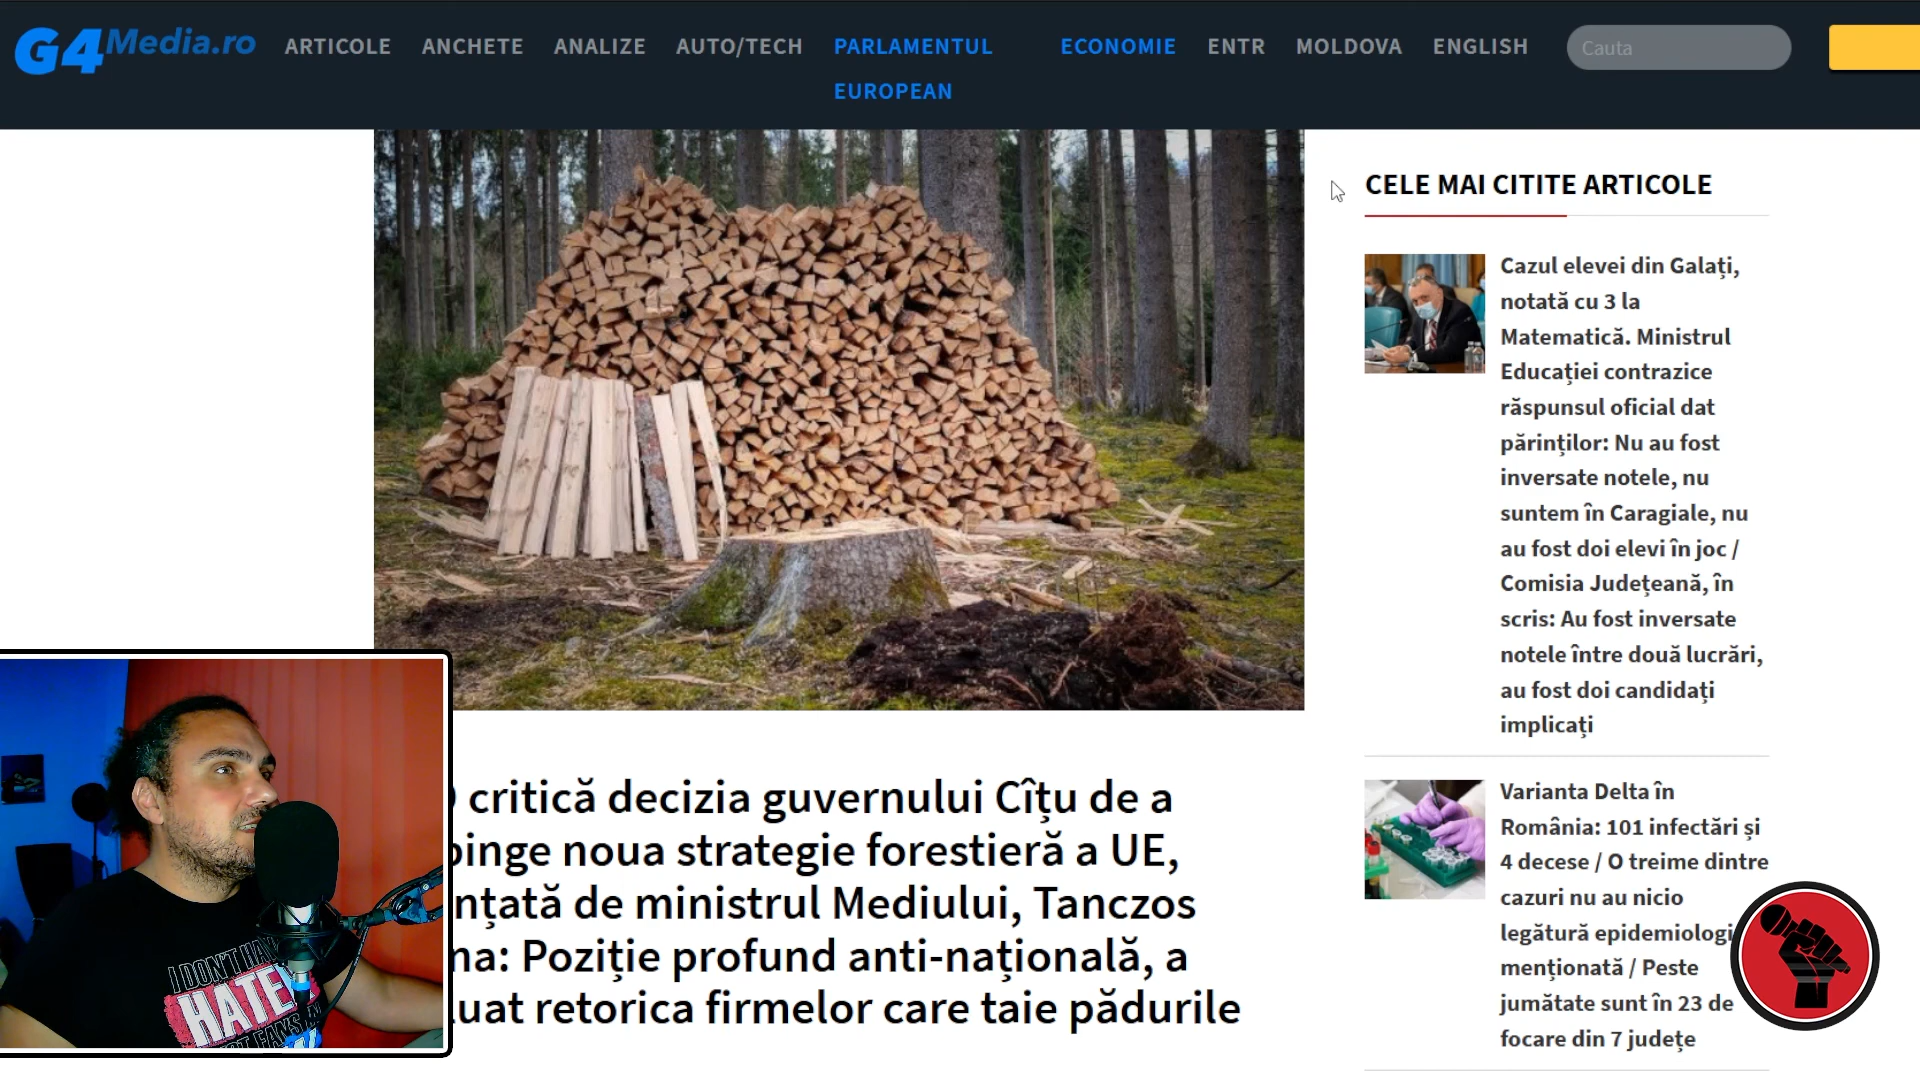 G4Media.ro
ARTICOLE
ANCHETE
ANALIZE
AUTO/TECH
PARLAMENTUL
EUROPEAN
ECONOMIE
ENTR
MOLDOVA
ENGLISH
Cauta
CELE MAI CITITE ARTICOLE
Cazul elevei din Galați,
notată cu 3 la
Matematică. Ministrul
Educației contrazice
răspunsul oficial dat
părinților: Nu au fost
inversate notele, nu
suntem în Caragiale, nu
au fost doi elevi în joc /
Comisia Județeană, în
scris: Au fost inversate
notele între două lucrări,
au fost doi candidați
implicați
Varianta Delta în
România: 101 infectări și
4 decese / O treime dintre
cazuri nu au nicio
legătură epidemiologi
menționată / Peste
jumătate sunt în 23 de
focare din 7 județe
critică decizia guvernului Cîțu de a
pinge noua strategie forestieră a UE,
nțată de ministrul Mediului, Tanczos
na: Poziție profund anti-națională, a
luat retorica firmelor care taie pădurile
I DON'T HA
HATE